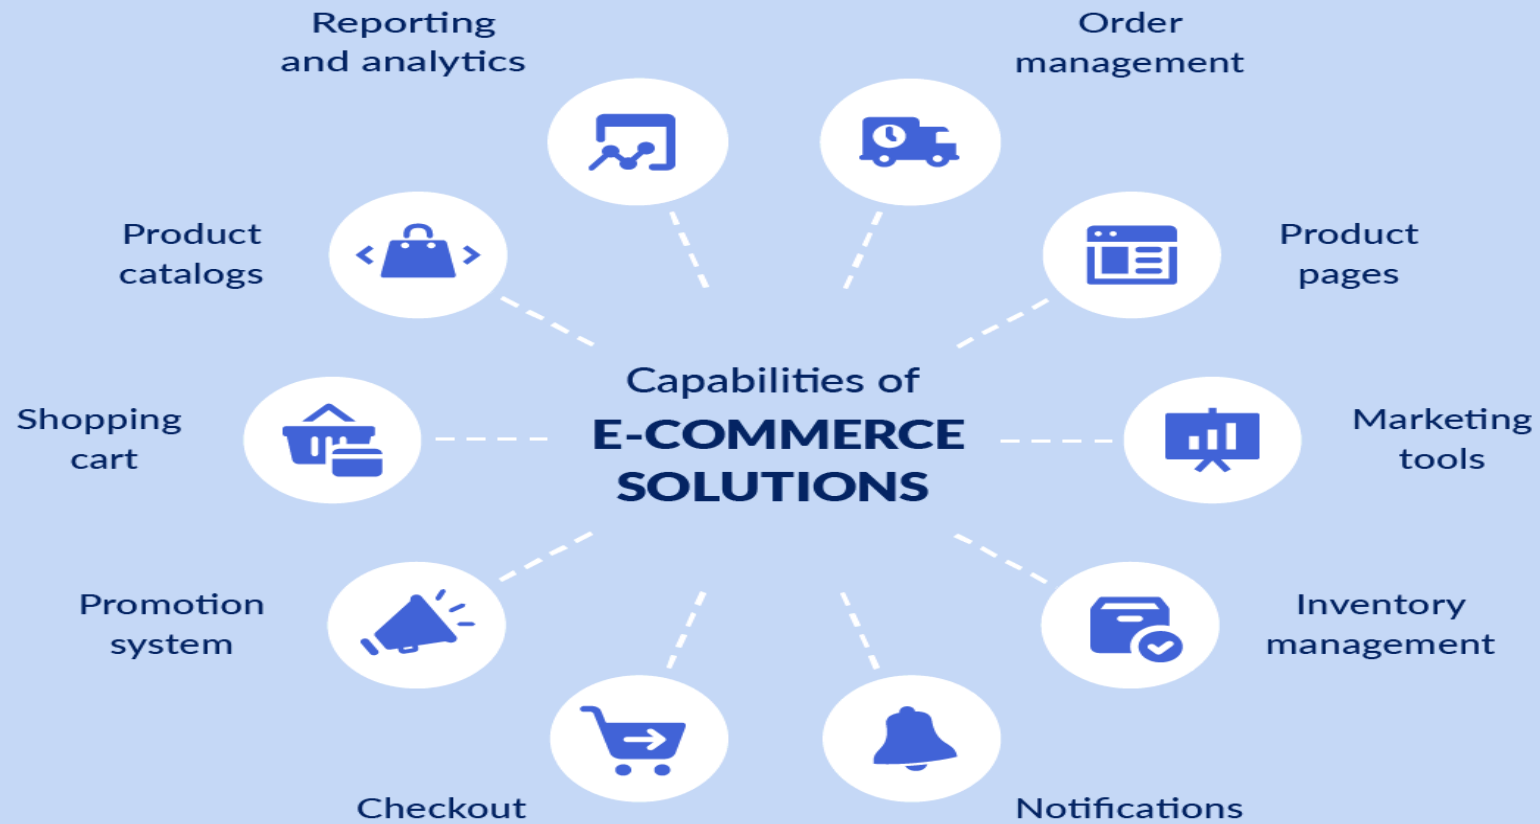 Reporting
and analytics
Order
management
Product
catalogs
Product
pages
Capabilities of
E-COMMERCE
SOLUTIONS
Shopping
cart
Marketing
tools
Promotion
system
Inventory
management
Checkout
Notifications